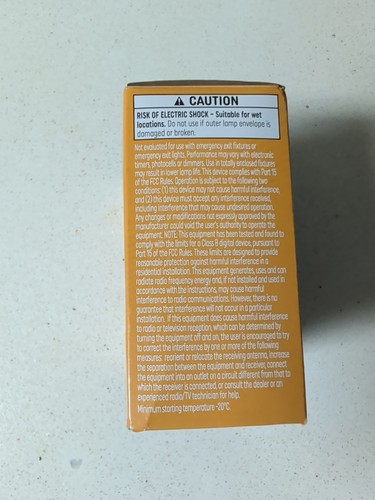 ⚠ CAUTION
RISK OF ELECTRIC SHOCK – Suitable for wet
locations. Do not use if outer lamp envelope is
damaged or broken.
Not evaluated for use with emergency exit fixtures or
emergency exit lights. Performance may vary with electronic
timers, photocells or dimmers. Use in totally enclosed fixtures
may result in lower lamp life. This device complies with Part 15
of the FCC Rules. Operation is subject to the following two
conditions: (1) this device may not cause harmful interference,
and (2) this device must accept any interference received,
including interference that may cause undesired operation.
Any changes or modifications not expressly approved by the
manufacturer could void the user's authority to operate the
equipment. NOTE: This equipment has been tested and found to
comply with the limits for a Class B digital device, pursuant to
Part 15 of the FCC Rules. These limits are designed to provide
reasonable protection against harmful interference in a
residential installation. This equipment generates, uses and can
radiate radio frequency energy and, if not installed and used in
accordance with the instructions, may cause harmful
interference to radio communications. However, there is no
guarantee that interference will not occur in a particular
installation. If this equipment does cause harmful interference
to radio or television reception, which can be determined by
turning the equipment off and on, the user is encouraged to try
to correct the interference by one or more of the following
measures: reorient or relocate the receiving antenna, increase
the separation between the equipment and receiver, connect
the equipment into an outlet on a circuit different from that to
which the receiver is connected, or consult the dealer or an
experienced radio/TV technician for help.
Minimum starting temperature -20°C.